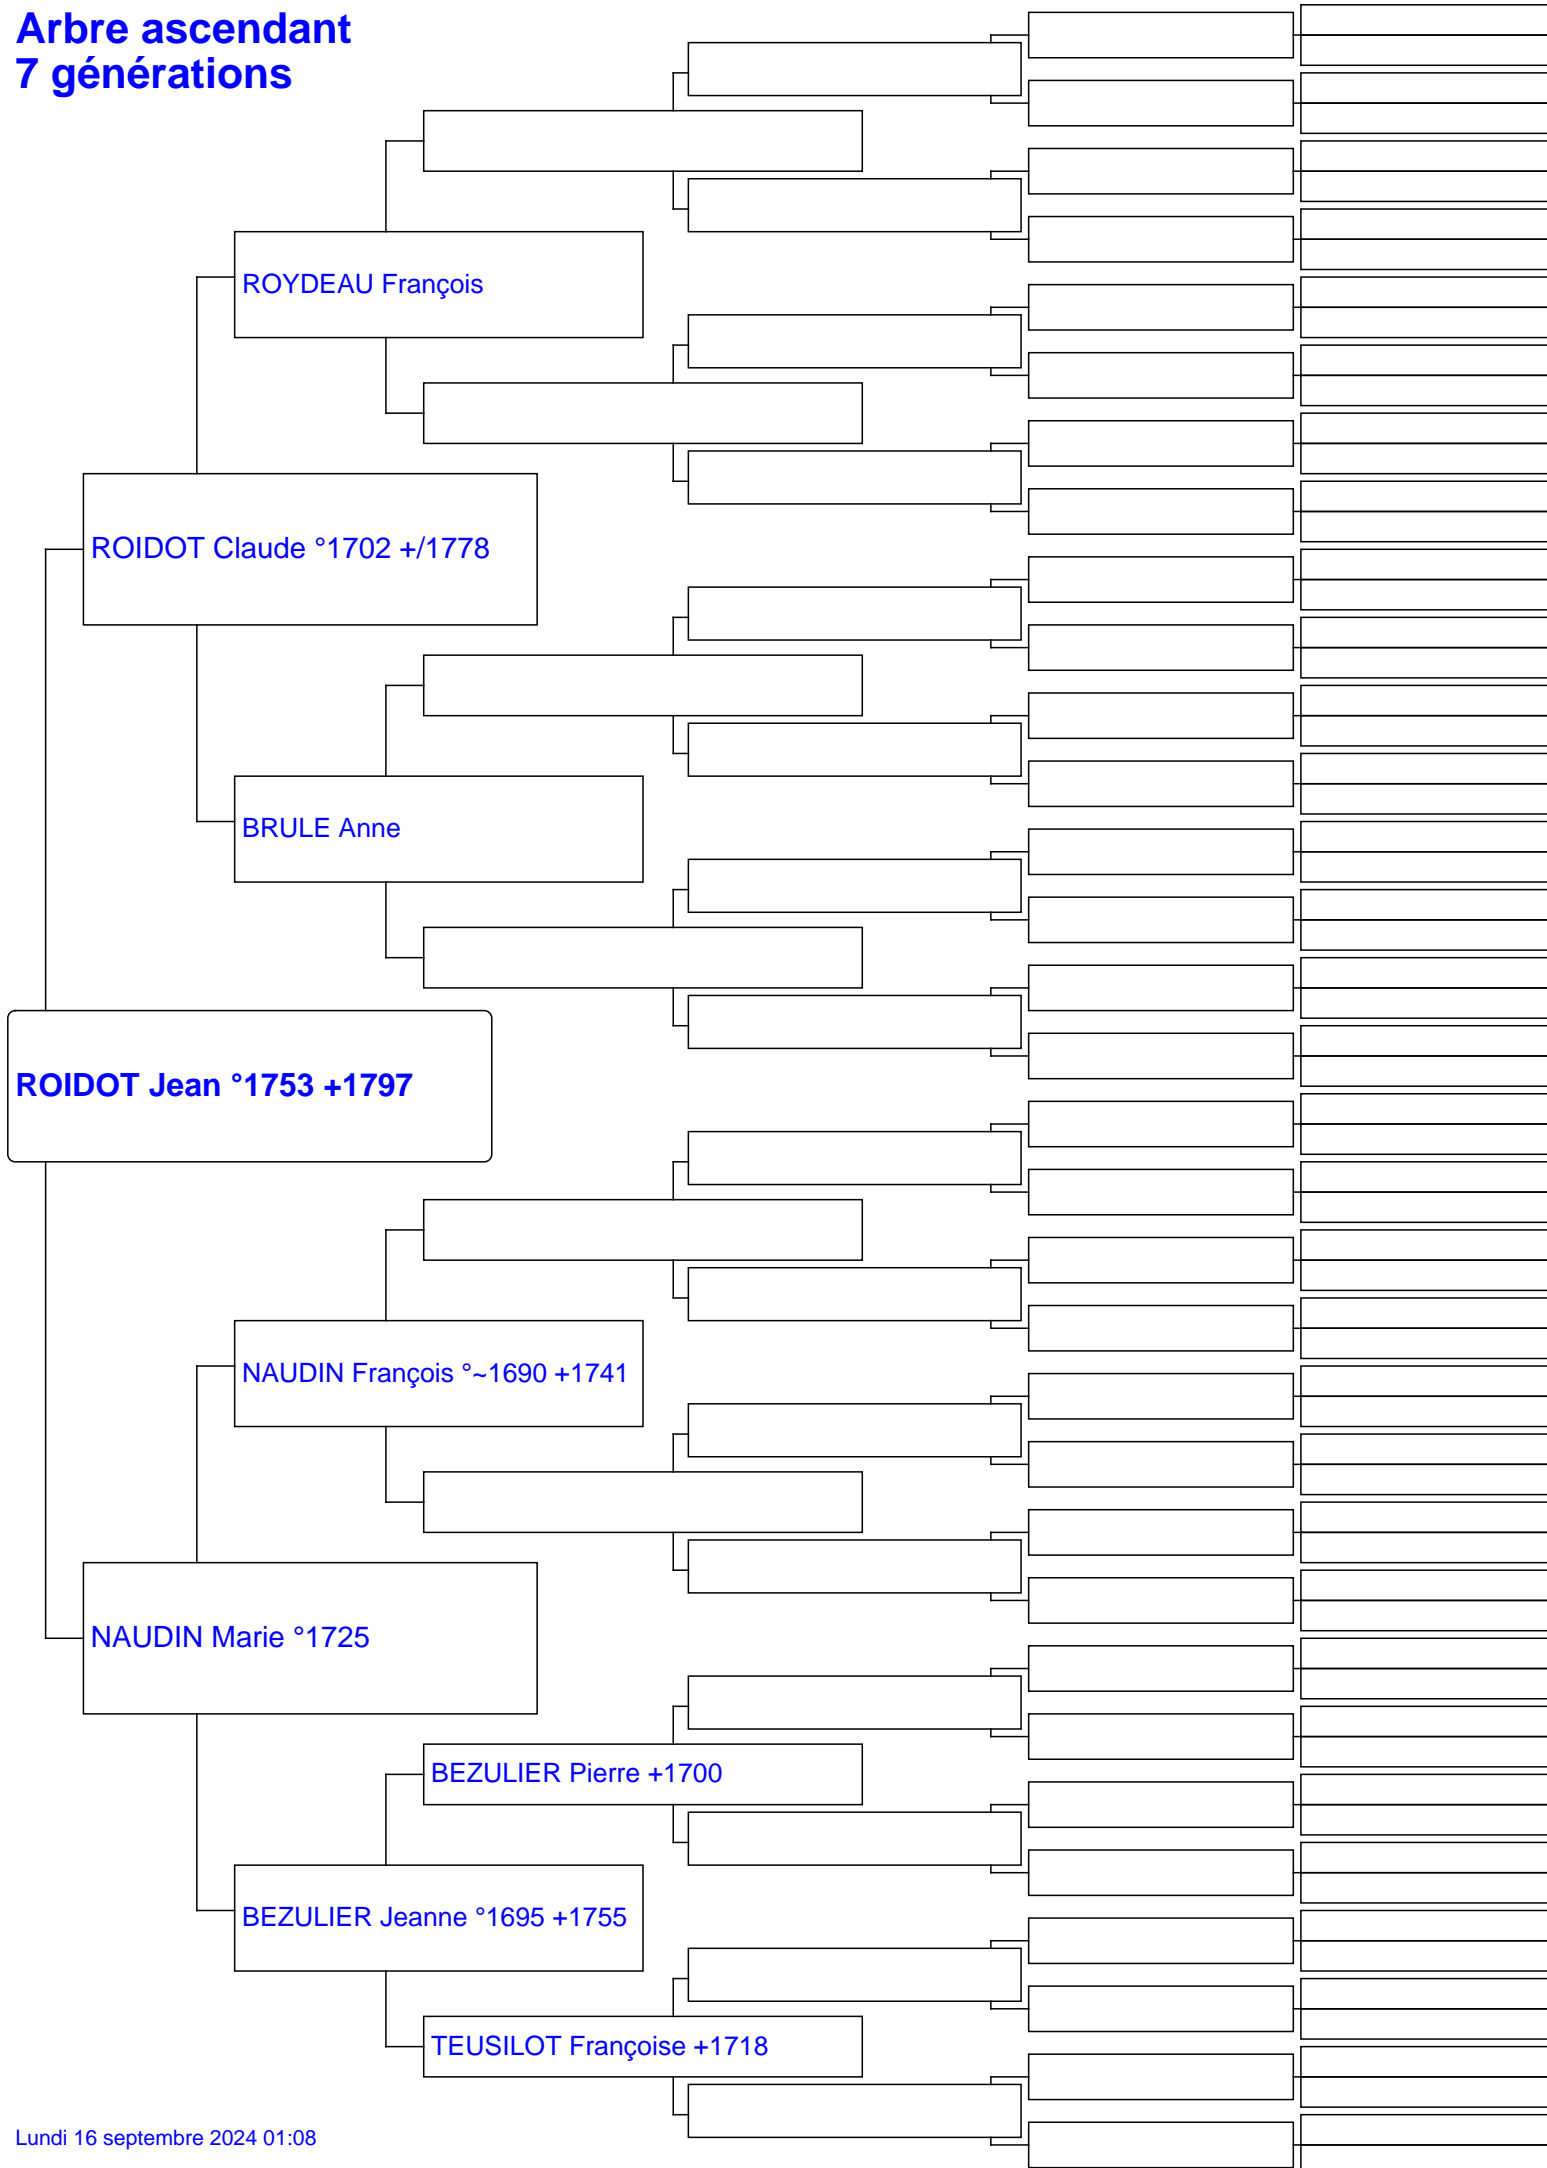 Arbre ascendant
7 générations
ROYDEAU François
ROIDOT Claude °1702 +/1778
BRULE Anne
ROIDOT Jean °1753 +1797
NAUDIN François °~1690 +1741
NAUDIN Marie °1725
BEZULIER Pierre +1700
BEZULIER Jeanne °1695 +1755
TEUSILOT Françoise +1718
Lundi 16 septembre 2024 01:08